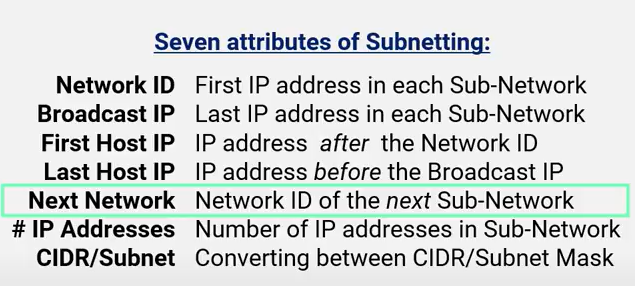 Seven attributes of Subnetting:
Network ID First IP address in each Sub-Network
Broadcast IP Last IP address in each Sub-Network
First Host IP IP address after the Network ID
Last Host IP IP address before the Broadcast IP
Next Network Network ID of the next Sub-Network
# IP Addresses Number of IP addresses in Sub-Network
CIDR/Subnet Converting between CIDR/Subnet Mask